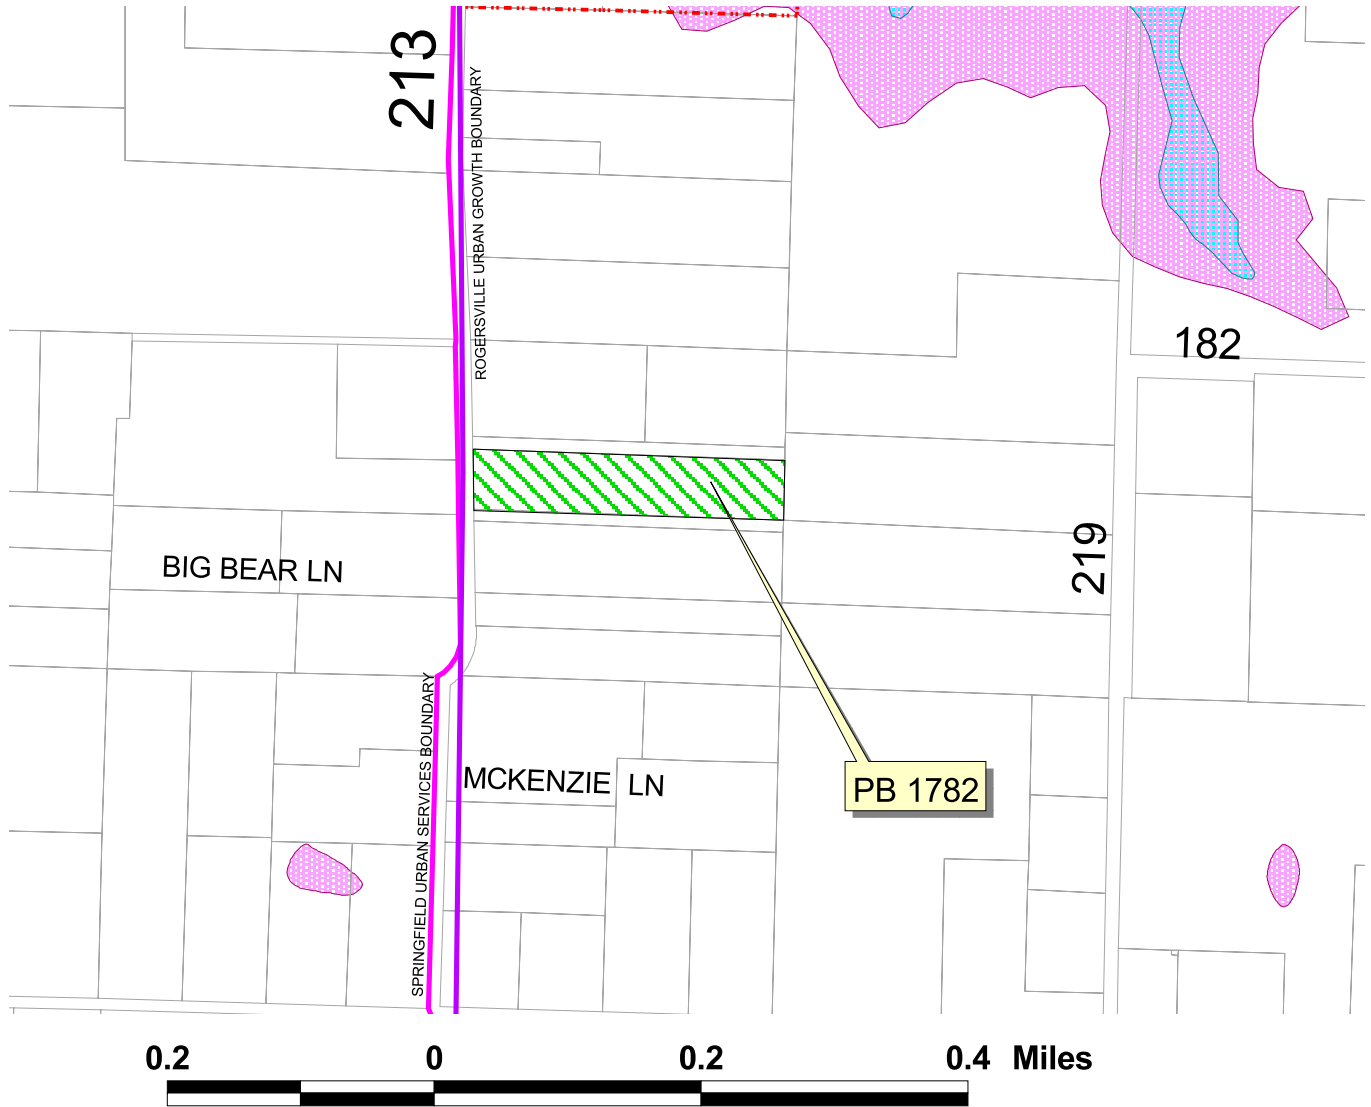 213
ROGERSVILLE URBAN GROWTH BOUNDARY
182
219
BIG BEAR LN
SPRINGFIELD URBAN SERVICES BOUNDARY
MCKENZIE LN
PB 1782
0.2 0 0.2 0.4 Miles